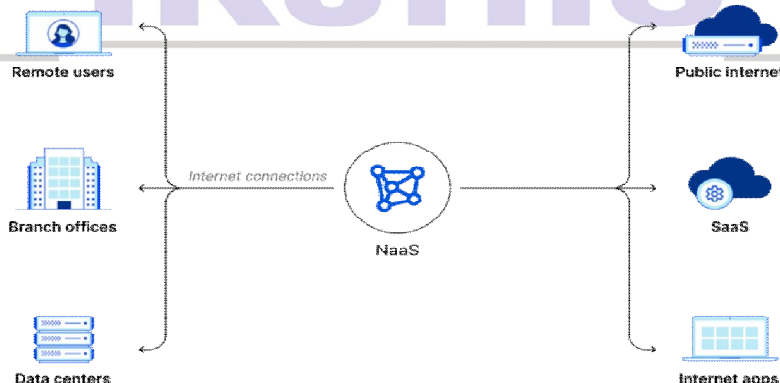 Remote users
Public internet
Internet connections
Branch offices
NaaS
SaaS
Data centers
Internet apps